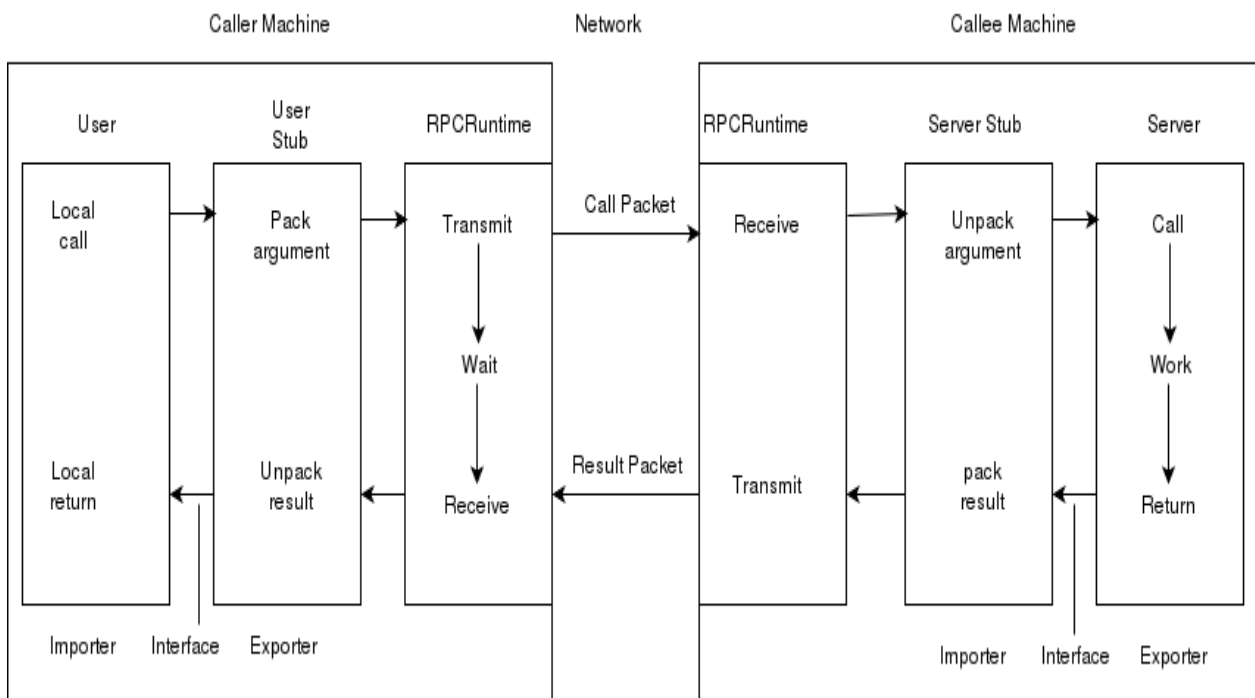 Caller Machine
Network
Callee Machine
User
User
Stub
RPCRuntime
RPCRuntime
Server Stub
Server
Local
call
Pack
argument
Transmit
Call Packet
Receive
Unpack
argument
Call
Wait
Work
Local
return
Unpack
result
Receive
Result Packet
Transmit
pack
result
Return
Importer
Interface
Exporter
Importer
Interface
Exporter